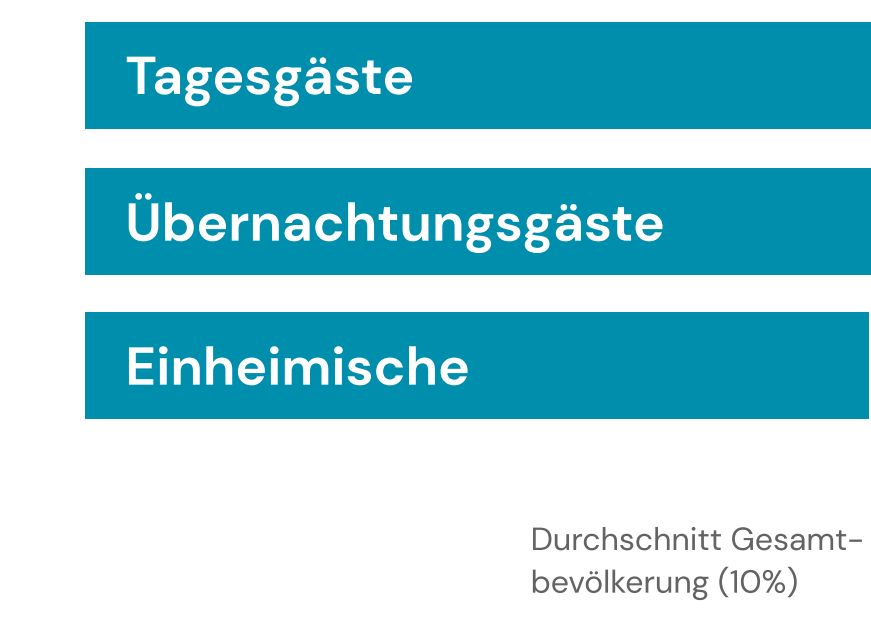 Tagesgäste
Übernachtungsgäste
Einheimische
Durchschnitt Gesamt-
bevölkerung (10%)